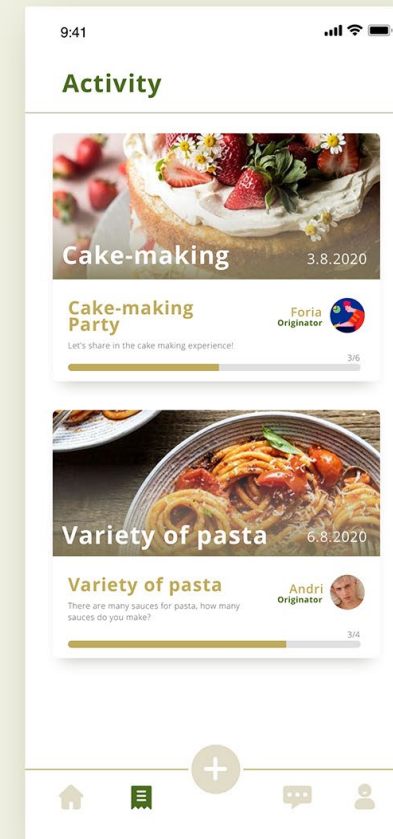 9:41
Activity
Cake-making
3.8.2020
Cake-making
Party
Foria
Originator
Let's share in the cake making experience!
3/6
Variety of pasta
6.8.2020
Variety of pasta
Andri
Originator
There are many sauces for pasta, how many
sauces do you make?
3/4